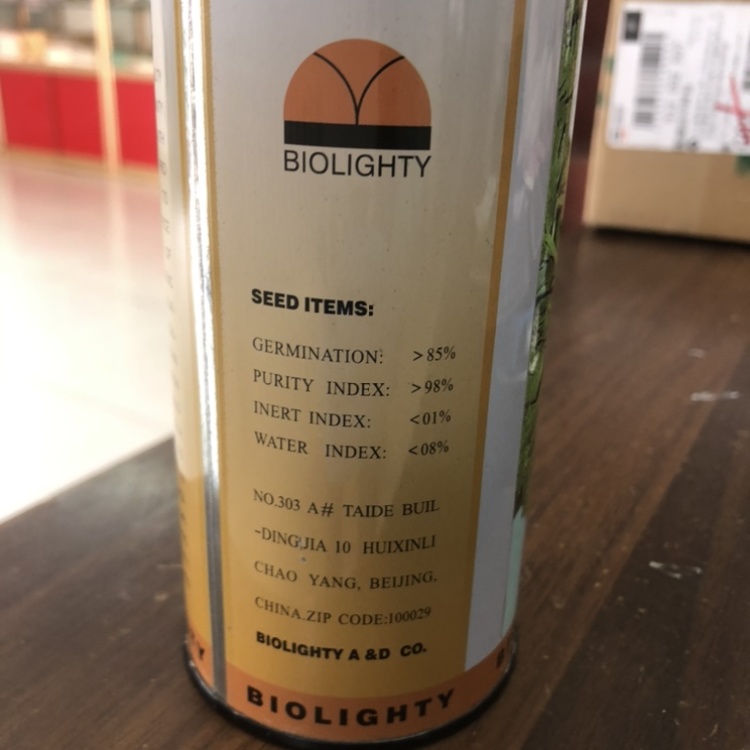 BIOLIGHTY
SEED ITEMS:
GERMINATION: >85%
PURITY INDEX: >98%
INERT INDEX: <01%
WATER INDEX: <08%
NO.303 A# TAIDE BUIL
-DINGJIA 10 HUIXINLI
CHAO YANG, BEIJING,
CHINA.ZIP CODE:100029
BIOLIGHTY A &D CO.
BIOLIGHTY